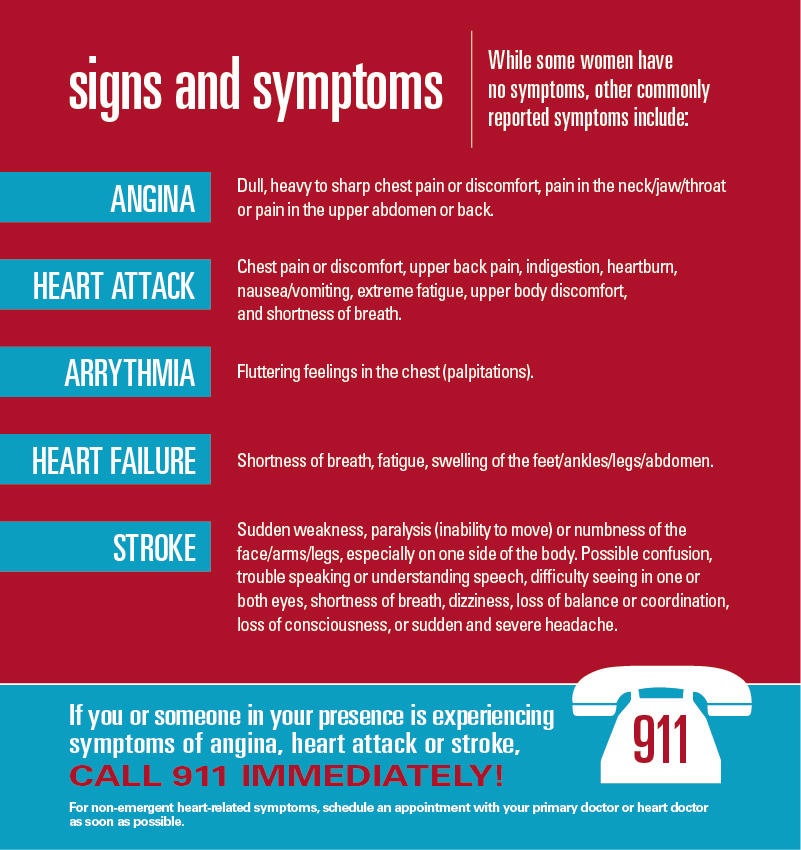 signs and symptoms
While some women have
no symptoms, other commonly
reported symptoms include:
ANGINA
Dull, heavy to sharp chest pain or discomfort, pain in the neck/jaw/throat
or pain in the upper abdomen or back.
HEART ATTACK
Chest pain or discomfort, upper back pain, indigestion, heartburn,
nausea/vomiting, extreme fatigue, upper body discomfort,
and shortness of breath.
ARRYTHMIA
Fluttering feelings in the chest (palpitations).
HEART FAILURE
Shortness of breath, fatigue, swelling of the feet/ankles/legs/abdomen.
STROKE
Sudden weakness, paralysis (inability to move) or numbness of the
face/arms/legs, especially on one side of the body. Possible confusion,
trouble speaking or understanding speech, difficulty seeing in one or
both eyes, shortness of breath, dizziness, loss of balance or coordination,
loss of consciousness, or sudden and severe headache.
If you or someone in your presence is experiencing
symptoms of angina, heart attack or stroke,
CALL 911 IMMEDIATELY!
911
For non-emergent heart-related symptoms, schedule an appointment with your primary doctor or heart doctor
as soon as possible.